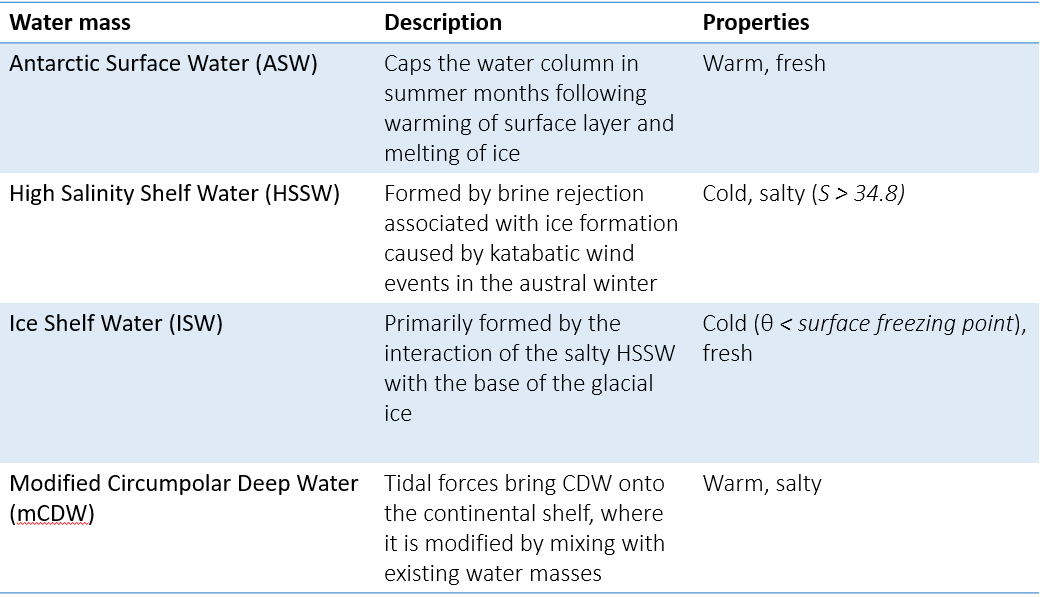 Water mass Description Properties
Antarctic Surface Water (ASW) Caps the water column in Warm, fresh
summer months following
warming of surface layer and
melting of ice
High Salinity Shelf Water (HSSW) Formed by brine rejection Cold, salty (S > 34.8)
associated with ice formation
caused by katabatic wind
events in the austral winter
Ice Shelf Water (ISW) Primarily formed by the Cold (θ < surface freezing point),
interaction of the salty HSSW fresh
with the base of the glacial
ice
Modified Circumpolar Deep Water Tidal forces bring CDW onto Warm, salty
(mCDW) the continental shelf, where
it is modified by mixing with
existing water masses